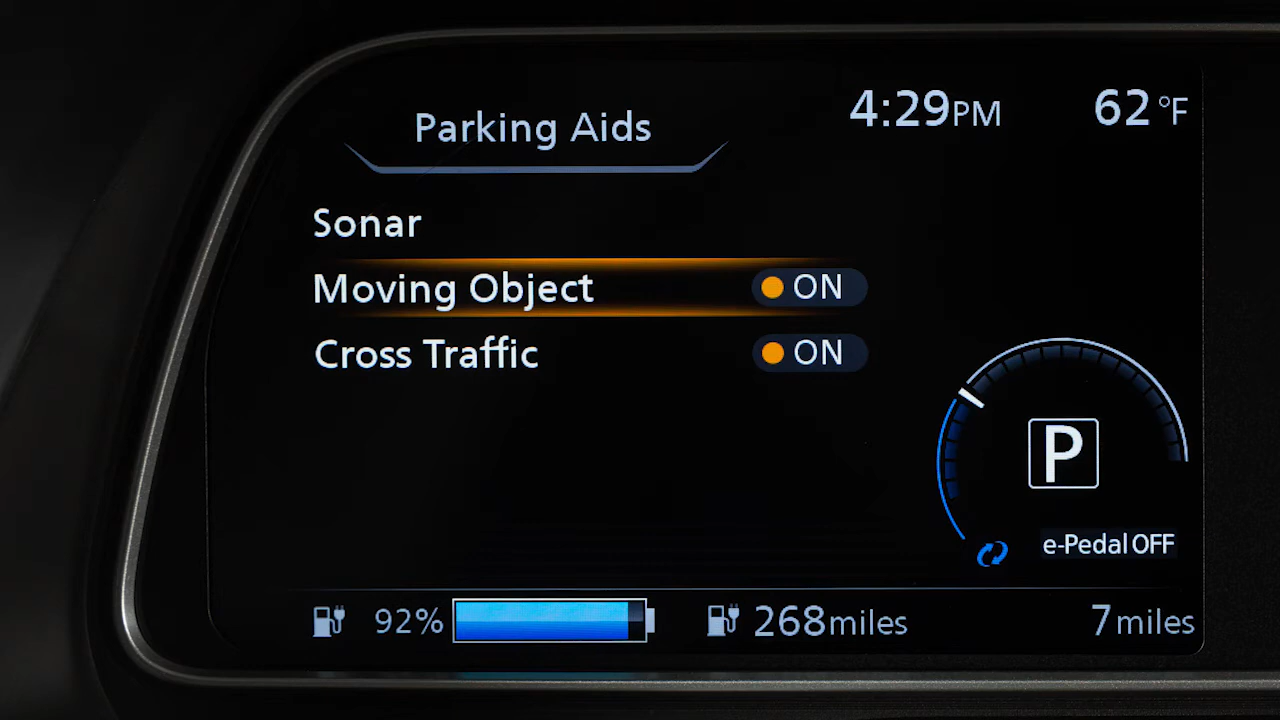 Parking Aids
4:29PM
62°F
Sonar
Moving Object ON
Cross Traffic ON
P
e-Pedal OFF
92%
268miles
7miles